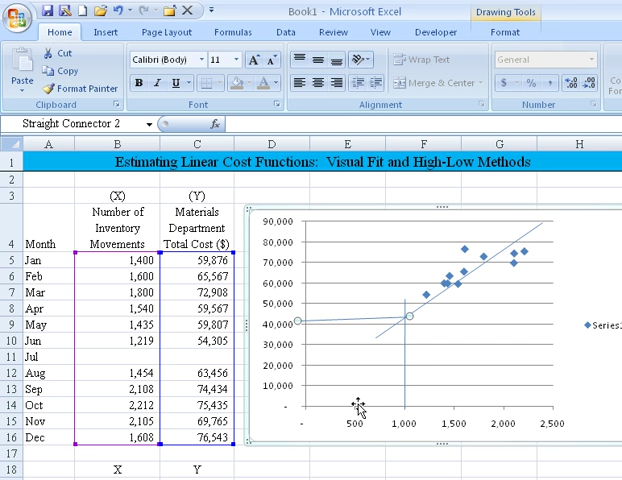 Book1 - Microsoft Excel
Drawing Tools
Home Insert Page Layout Formulas Data Review View Developer Format
Cut
Calibri (Body) 11 A A Wrap Text General
Copy
Paste Format Painter B I U A Merge & Center $ % , .00
Clipboard Font Alignment Number
Straight Connector 2 fx
A B C D E F G H
1 Estimating Linear Cost Functions: Visual Fit and High-Low Methods
2
3 (X) (Y)
Number of Materials
Inventory Department
4 Month Movements Total Cost ($)
5 Jan 1,400 59,876
6 Feb 1,600 65,567
7 Mar 1,800 72,908
8 Apr 1,540 59,567
9 May 1,435 59,807
10 Jun 1,219 54,305
11 Jul
12 Aug 1,454 63,456
13 Sep 2,108 74,434
14 Oct 2,212 75,435
15 Nov 2,105 69,765
16 Dec 1,608 76,543
17
18 X Y
90,000
80,000
70,000
60,000
50,000
40,000
30,000
20,000
10,000
-
- 500 1,000 1,500 2,000 2,500